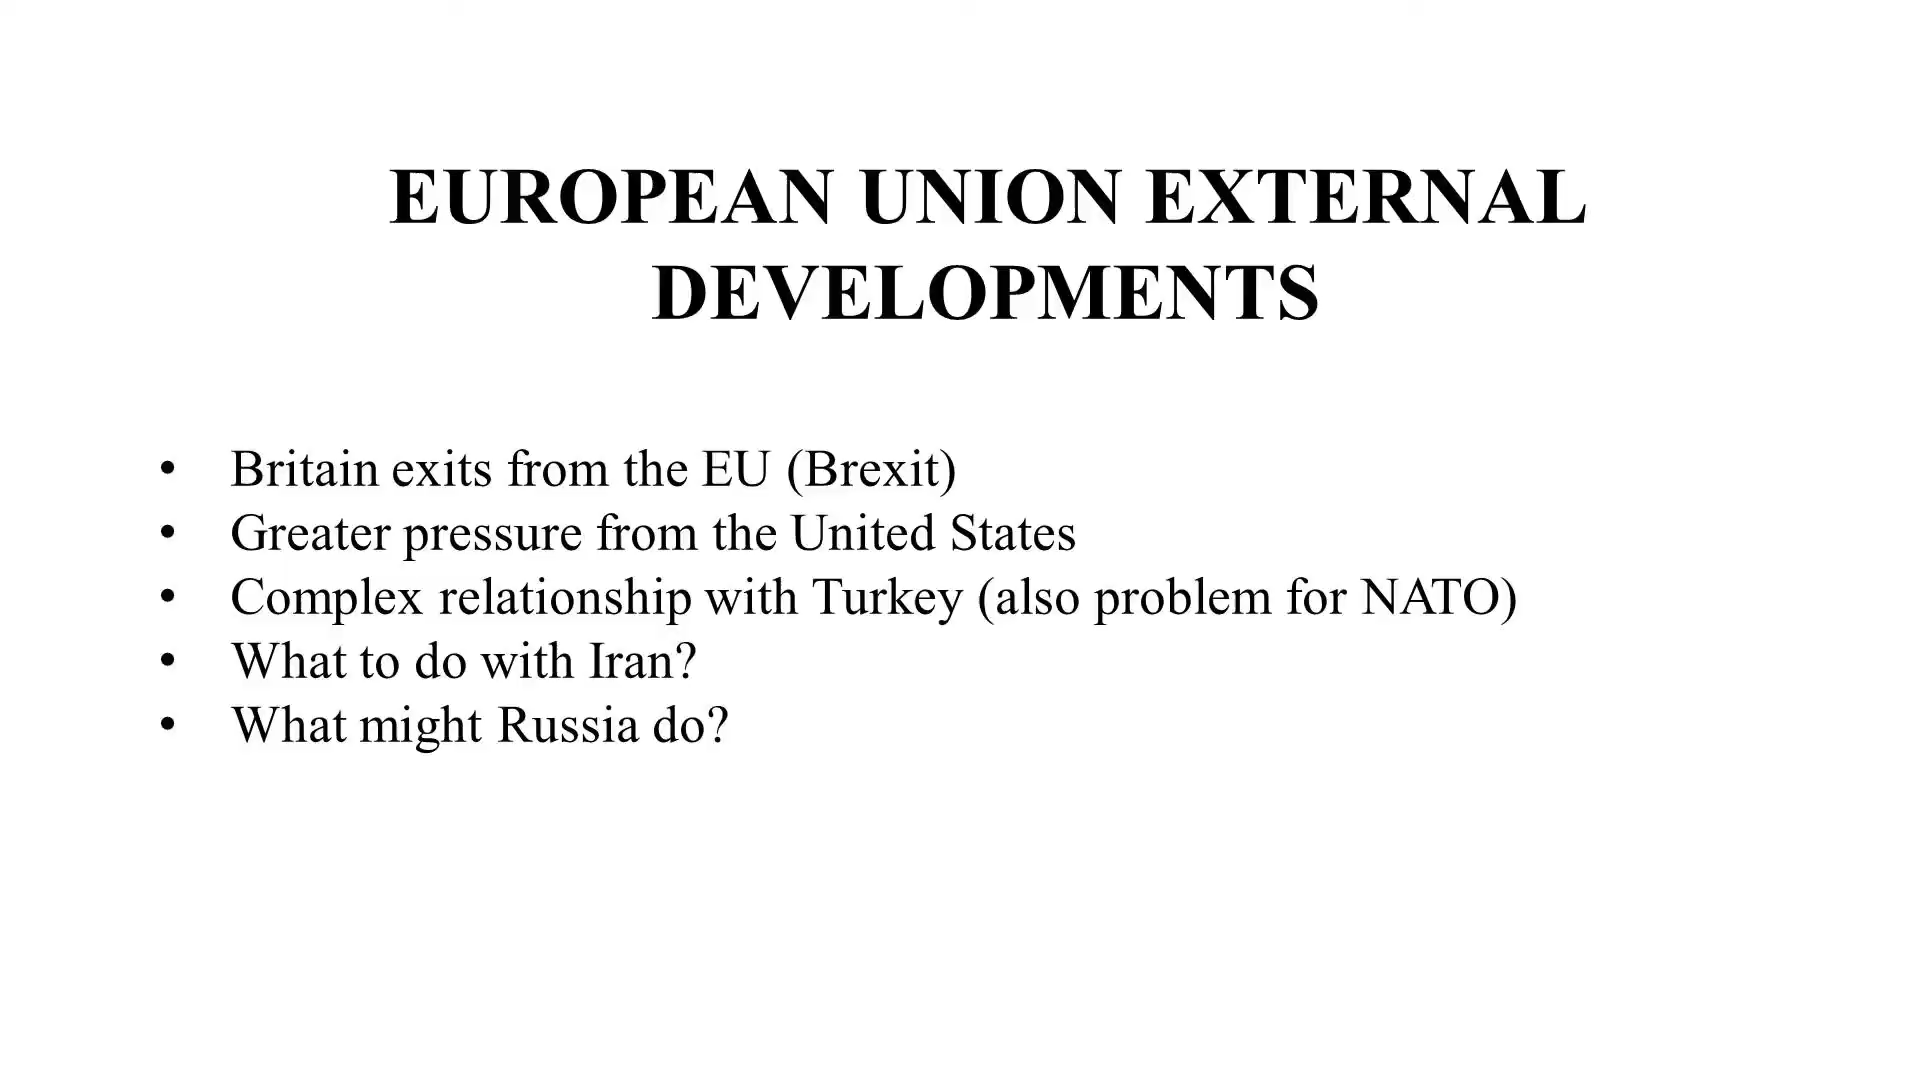 EUROPEAN UNION EXTERNAL
DEVELOPMENTS
• Britain exits from the EU (Brexit)
• Greater pressure from the United States
• Complex relationship with Turkey (also problem for NATO)
• What to do with Iran?
• What might Russia do?